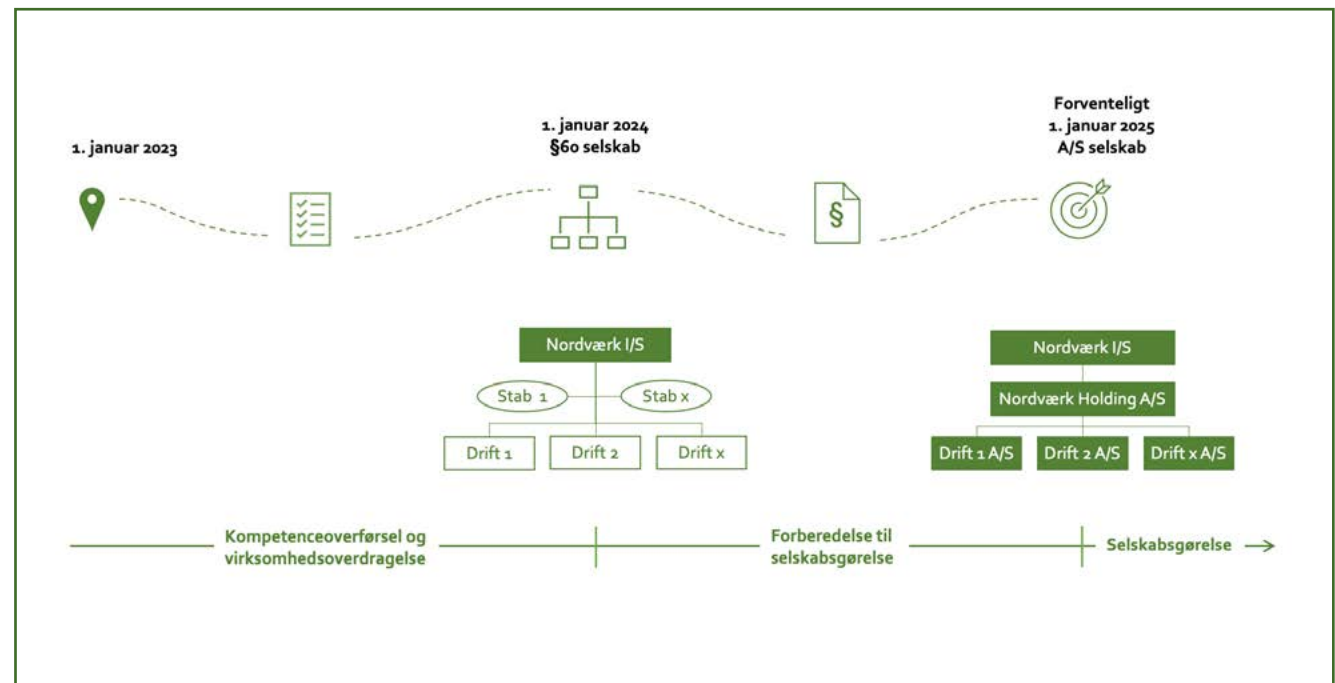 1. januar 2023
1. januar 2024
§60 selskab
Forventeligt
1. januar 2025
A/S selskab
§
Nordværk I/S
Stab 1
Stab x
Drift 1
Drift 2
Drift x
Nordværk I/S
Nordværk Holding A/S
Drift 1 A/S
Drift 2 A/S
Drift x A/S
Kompetenceoverførsel og
virksomhedsoverdragelse
Forberedelse til
selskabsgørelse
Selskabsgørelse